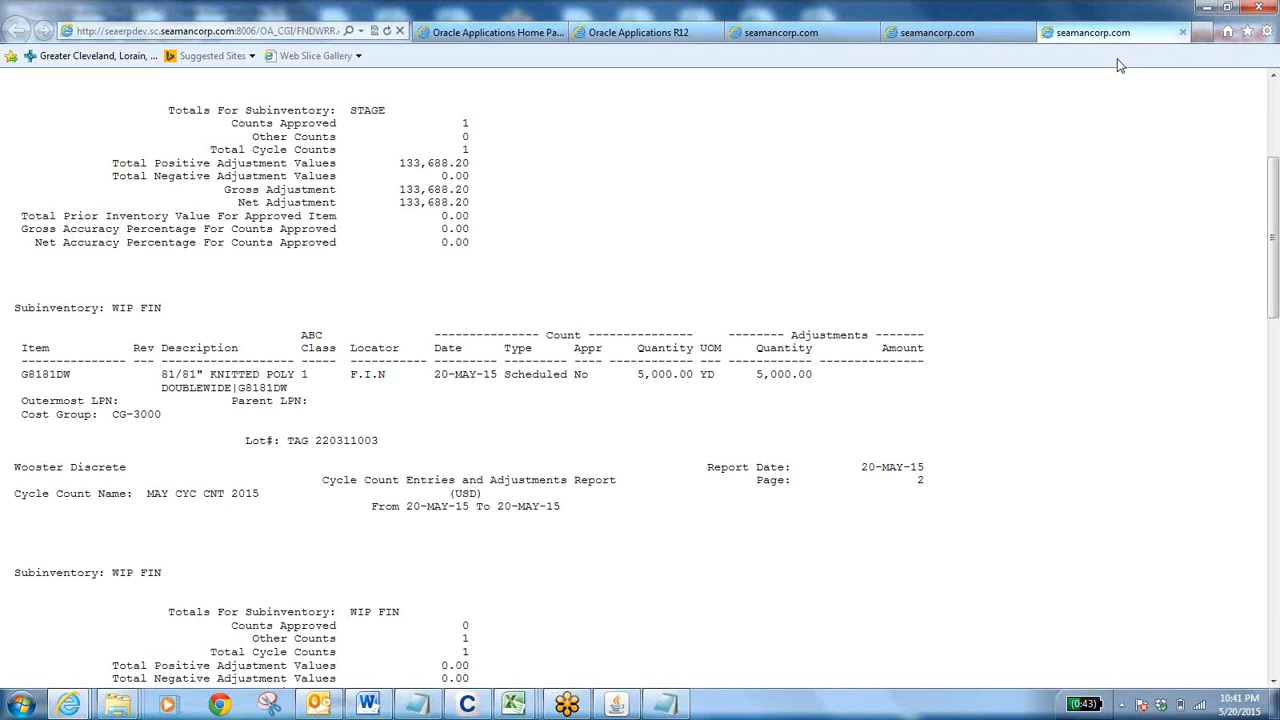 http://seaerpdev.sc.seamancorp.com:8006/OA_CGI/FNDWRR.
Oracle Applications Home Pa...
Oracle Applications R12
seamancorp.com
seamancorp.com
seamancorp.com
Greater Cleveland, Lorain, ...
Suggested Sites
Web Slice Gallery
Totals For Subinventory: STAGE
Counts Approved 1
Other Counts 0
Total Cycle Counts 1
Total Positive Adjustment Values 133,688.20
Total Negative Adjustment Values 0.00
Gross Adjustment 133,688.20
Net Adjustment 133,688.20
Total Prior Inventory Value For Approved Item 0.00
Gross Accuracy Percentage For Counts Approved 0.00
Net Accuracy Percentage For Counts Approved 0.00
Subinventory: WIP FIN
ABC --------------- Count --------------- -------- Adjustments -------
Item Rev Description Class Locator Date Type Appr Quantity UOM Quantity Amount
G8181DW 81/81" KNITTED POLY 1 F.I.N 20-MAY-15 Scheduled No 5,000.00 YD 5,000.00
DOUBLEWIDE|G8181DW
Outermost LPN: Parent LPN:
Cost Group: CG-3000
Lot#: TAG 220311003
Wooster Discrete Report Date: 20-MAY-15
Cycle Count Entries and Adjustments Report Page: 2
Cycle Count Name: MAY CYC CNT 2015 (USD)
From 20-MAY-15 To 20-MAY-15
Subinventory: WIP FIN
Totals For Subinventory: WIP FIN
Counts Approved 0
Other Counts 1
Total Cycle Counts 1
Total Positive Adjustment Values 0.00
Total Negative Adjustment Values 0.00
(0:43)
10:41 PM
5/20/2015